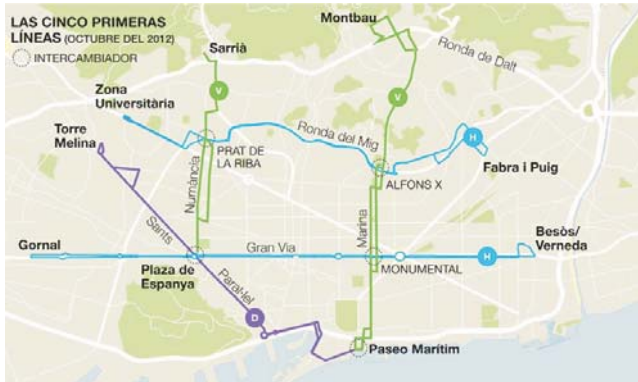 LAS CINCO PRIMERAS
LÍNEAS (OCTUBRE DEL 2012)
INTERCAMBIADOR
Montbau
Sarrià
Ronda de Dalt
V
V
Zona
Universitària
Torre
Melina
Ronda del Mig
H
PRAT DE
LA RIBA
Fabra i Puig
ALFONS X
Numància
Sants
Marina
Gornal
Gran Via
Besòs/
Verneda
H
Plaza de
Espanya
MONUMENTAL
Paral·lel
D
Paseo Marítim